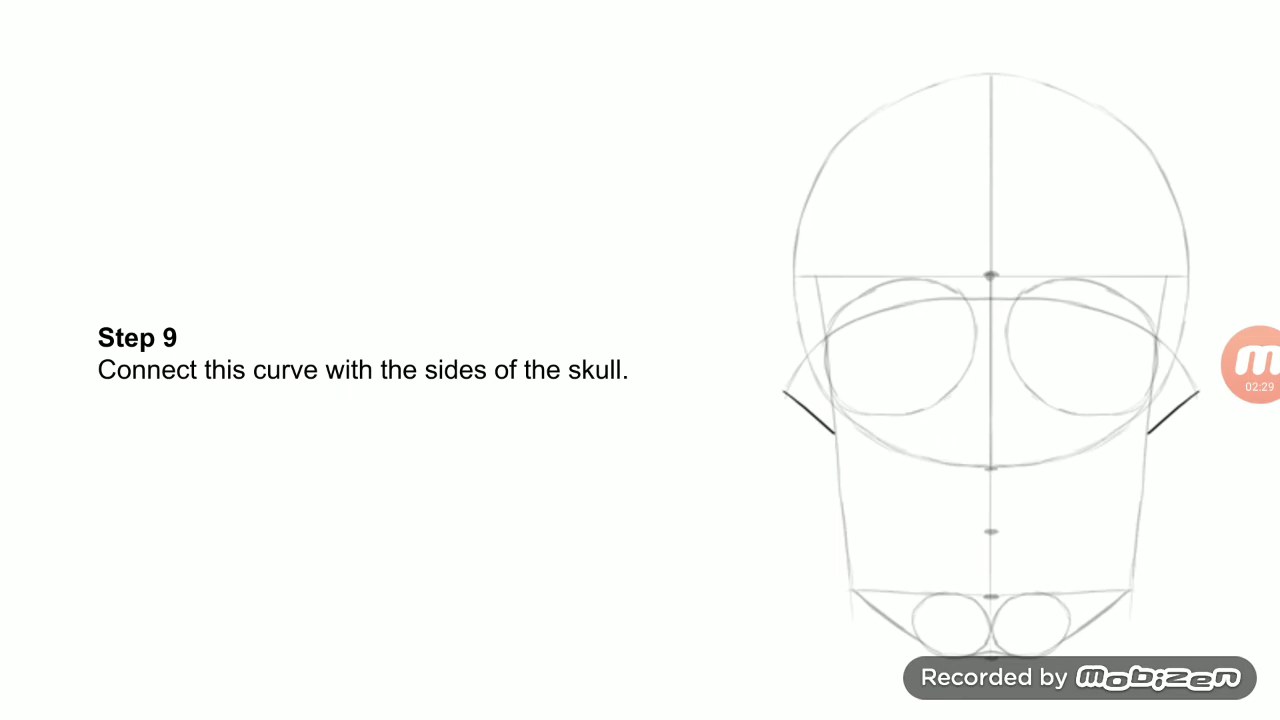 Step 9
Connect this curve with the sides of the skull.
02:29
Recorded by mobizen